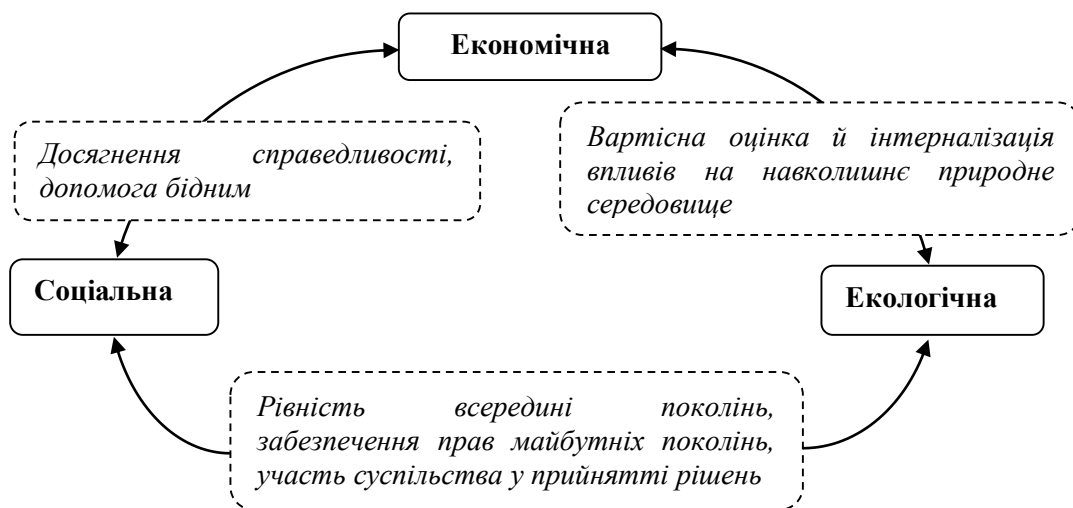 Економічна
Досягнення справедливості,
допомога бідним
Вартісна оцінка й інтерналізація
впливів на навколишнє природне
середовище
Соціальна
Екологічна
Рівність всередині поколінь,
забезпечення прав майбутніх поколінь,
участь суспільства у прийнятті рішень